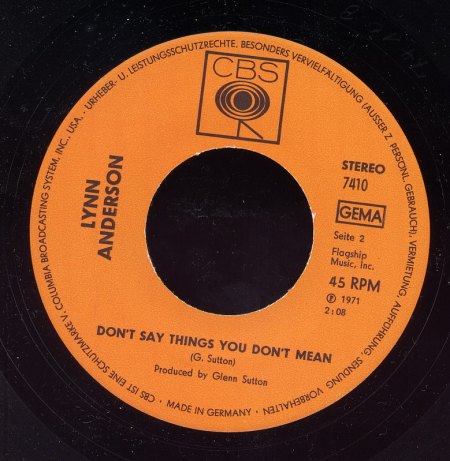 URHEBER- U. LEISTUNGSSCHUTZRECHTE, BESONDERS VERVIELFÄLTIGUNG (AUSSER Z. PERSONL. GEBRAUCH), VERMIETUNG, AUFFÜHRUNG, SENDUNG VORBEHALTEN
CBS
STEREO
7410
GEMA
Seite 2
Flagship
Music, Inc.
45 RPM
Ⓟ 1971
2:08
LYNN
ANDERSON
DON'T SAY THINGS YOU DON'T MEAN
(G. Sutton)
Produced by Glenn Sutton
CBS IST EINE SCHUTZMARKE V. COLUMBIA BROADCASTING SYSTEM, INC., USA. ·
· MADE IN GERMANY ·